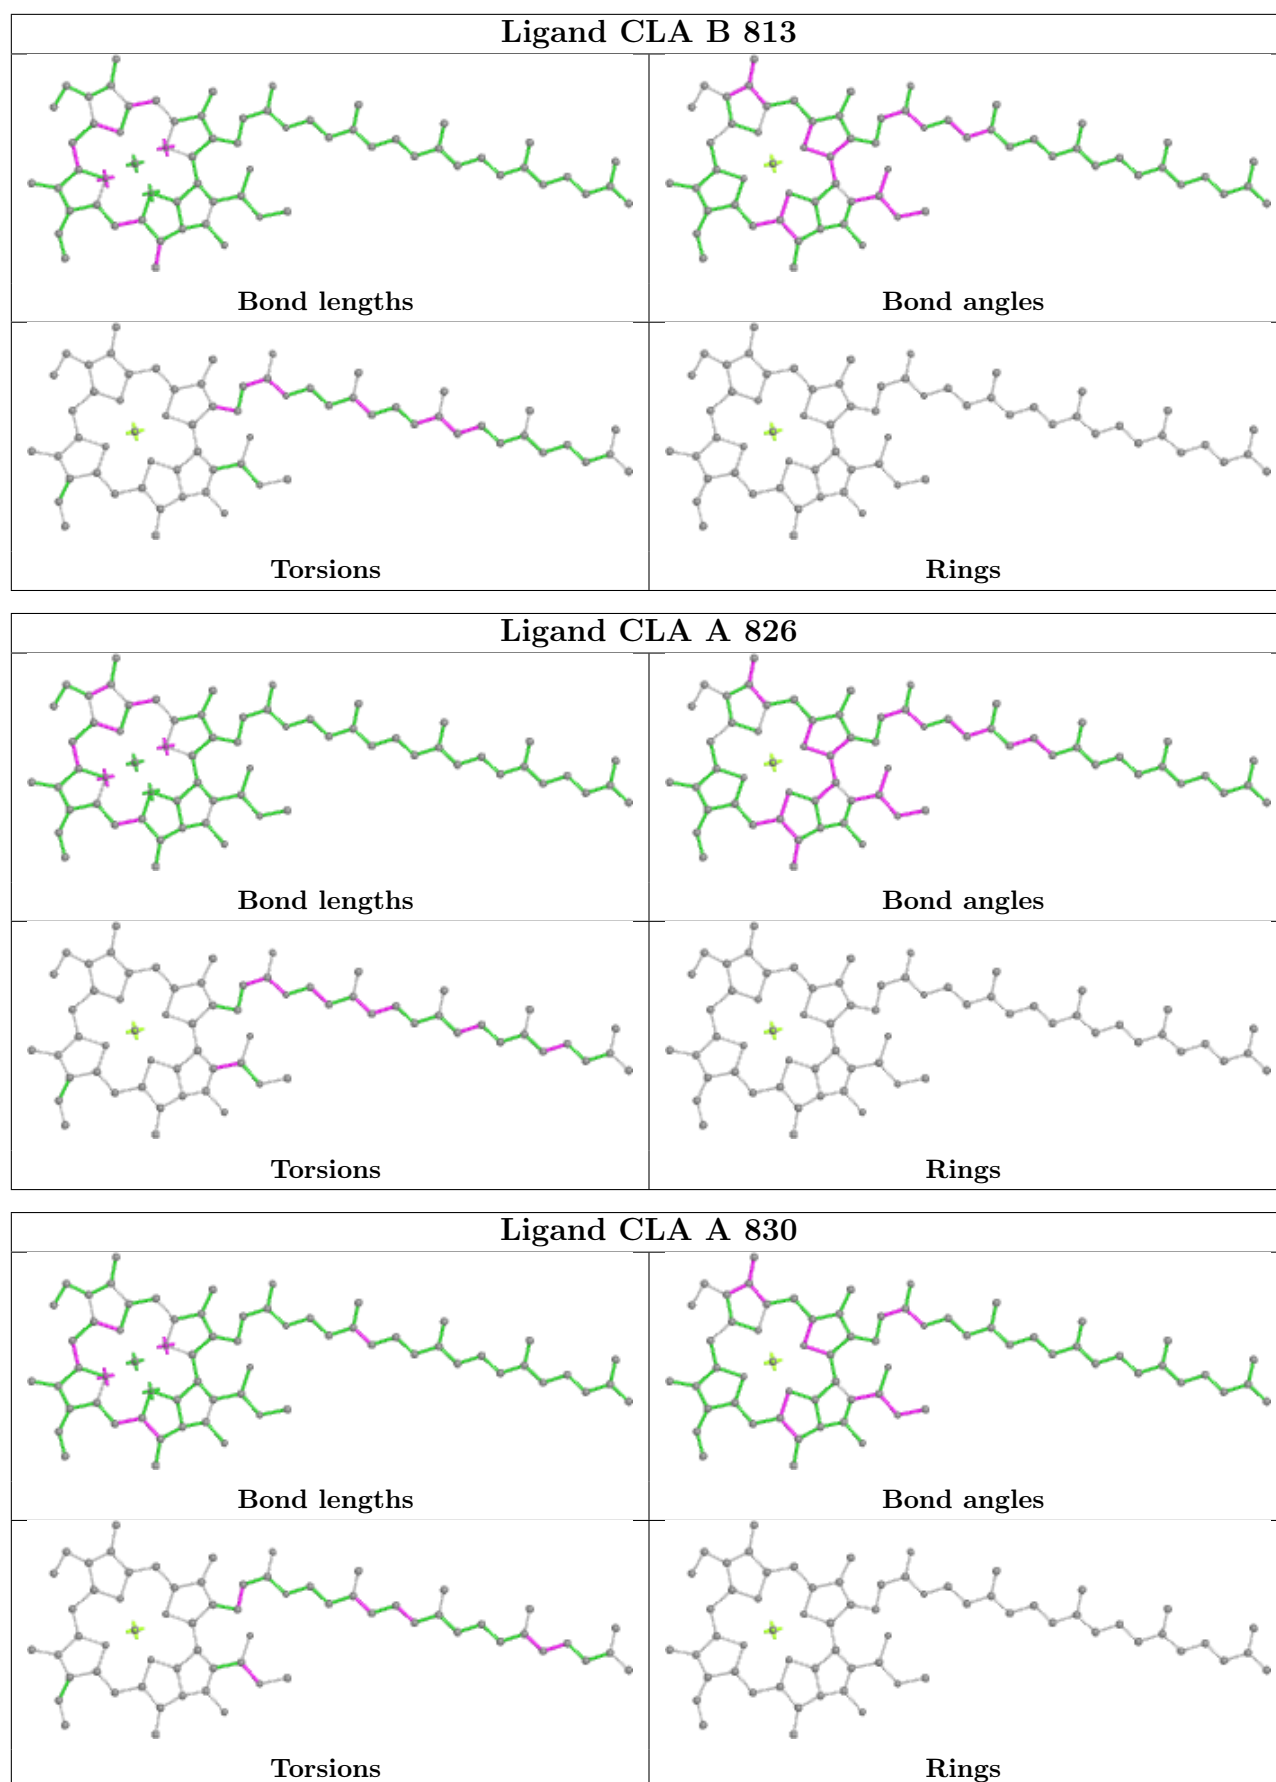 Ligand CLA B 813
Bond lengths
Bond angles
Torsions
Rings
Ligand CLA A 826
Bond lengths
Bond angles
Torsions
Rings
Ligand CLA A 830
Bond lengths
Bond angles
Torsions
Rings